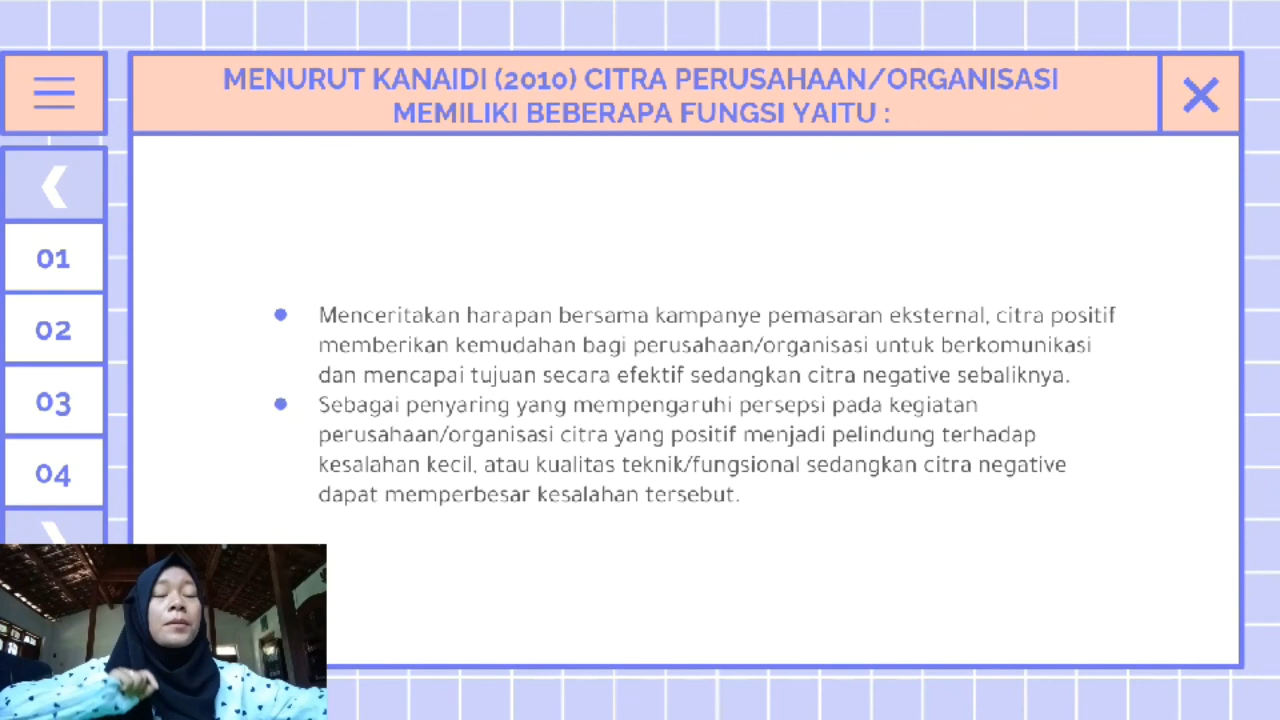 MENURUT KANAIDI (2010) CITRA PERUSAHAAN/ORGANISASI
MEMILIKI BEBERAPA FUNGSI YAITU :
01
02
03
04
Menceritakan harapan bersama kampanye pemasaran eksternal, citra positif
memberikan kemudahan bagi perusahaan/organisasi untuk berkomunikasi
dan mencapai tujuan secara efektif sedangkan citra negative sebaliknya.
Sebagai penyaring yang mempengaruhi persepsi pada kegiatan
perusahaan/organisasi citra yang positif menjadi pelindung terhadap
kesalahan kecil, atau kualitas teknik/fungsional sedangkan citra negative
dapat memperbesar kesalahan tersebut.